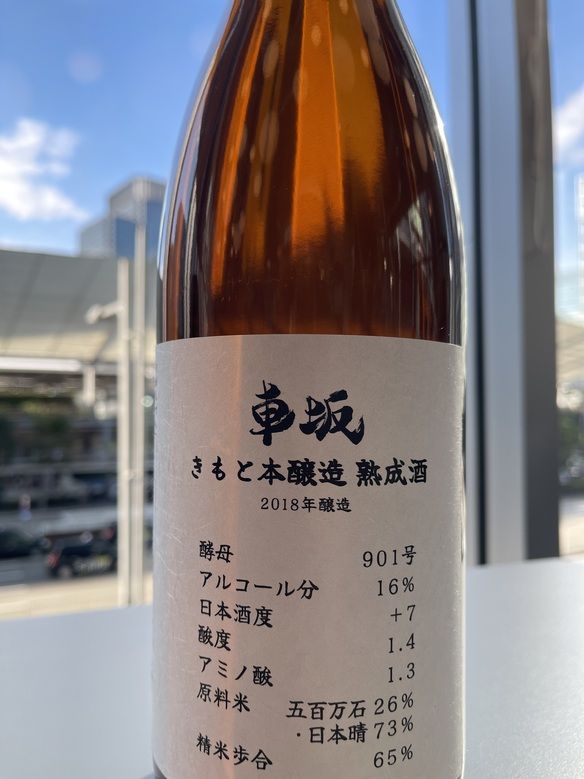 車坂
きもと本醸造 熟成酒
2018年醸造
酵母 901号
アルコール分 16%
日本酒度 +7
酸度 1.4
アミノ酸 1.3
原料米 五百万石 26%
・日本晴 73%
精米歩合 65%